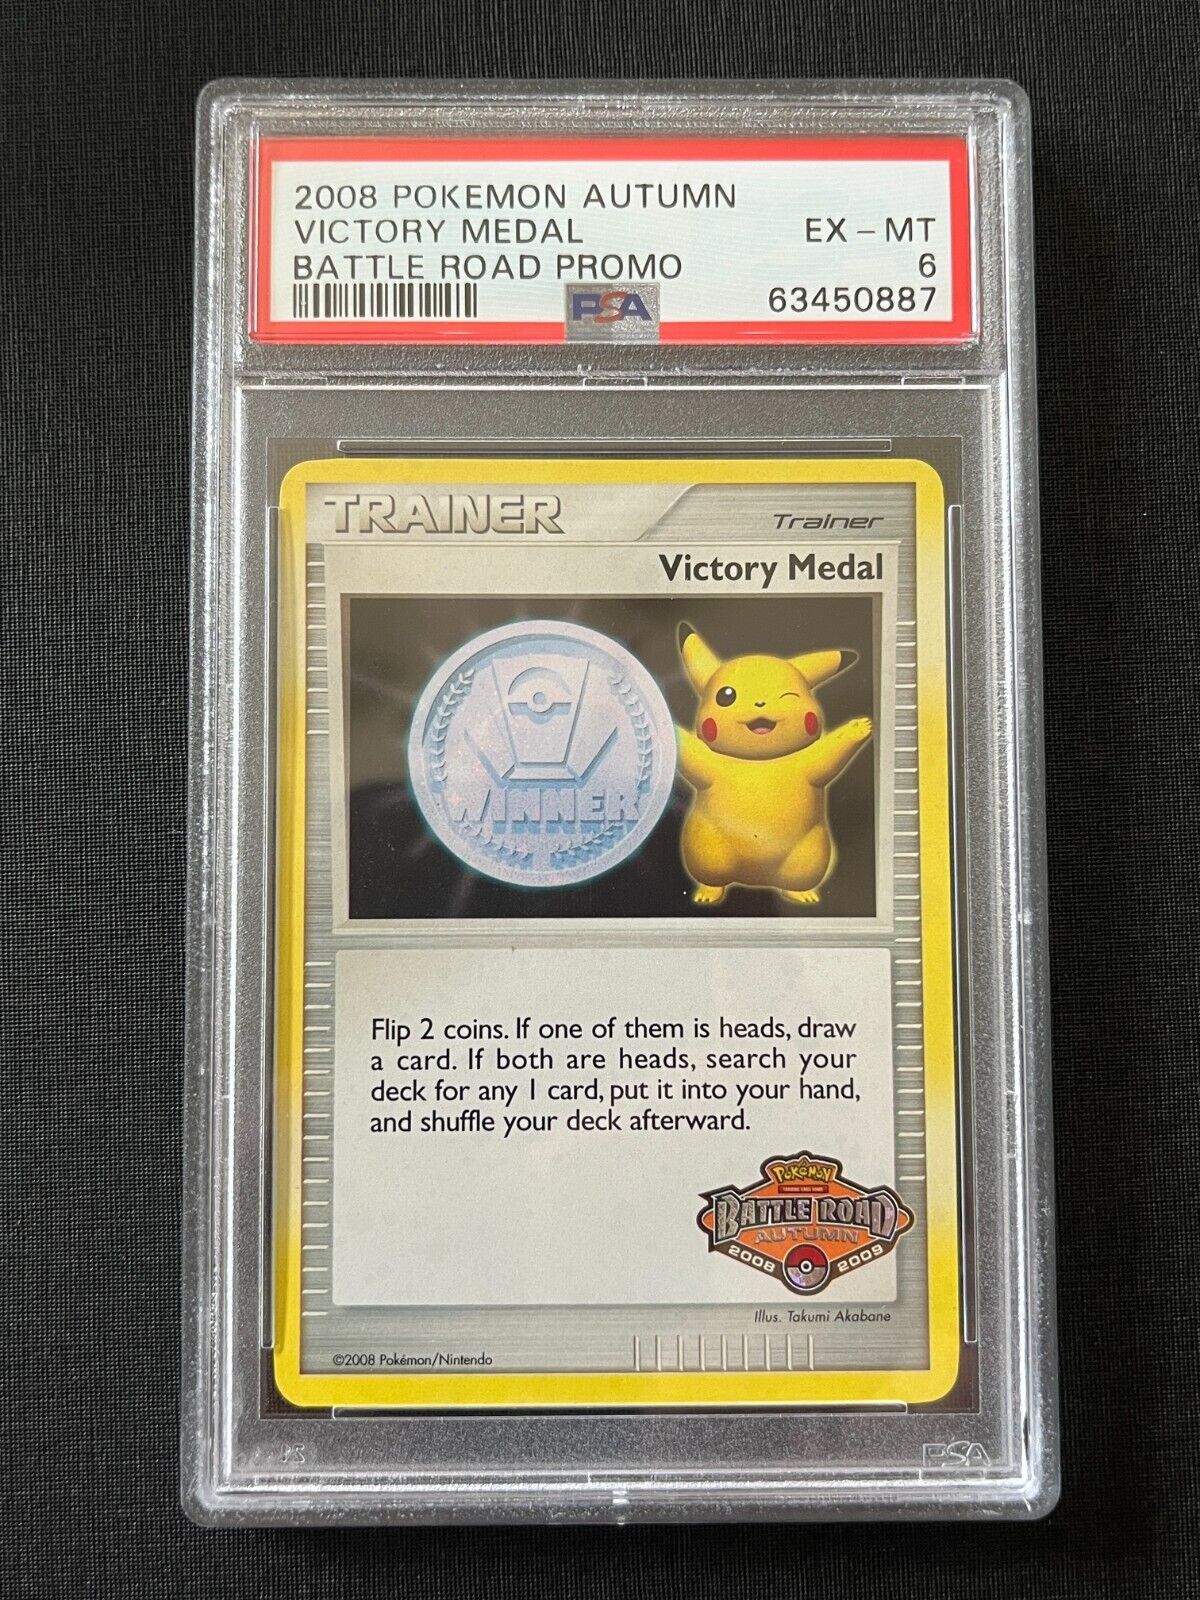 2008 POKEMON AUTUMN
VICTORY MEDAL EX - MT
BATTLE ROAD PROMO 6
PSA 63450887
TRAINER
Trainer
Victory Medal
WINNER
Flip 2 coins. If one of them is heads, draw
a card. If both are heads, search your
deck for any 1 card, put it into your hand,
and shuffle your deck afterward.
POKéMON
TRADING CARD GAME
BATTLE ROAD
AUTUMN
2008 2009
Illus. Takumi Akabane
©2008 Pokémon/Nintendo
PSA